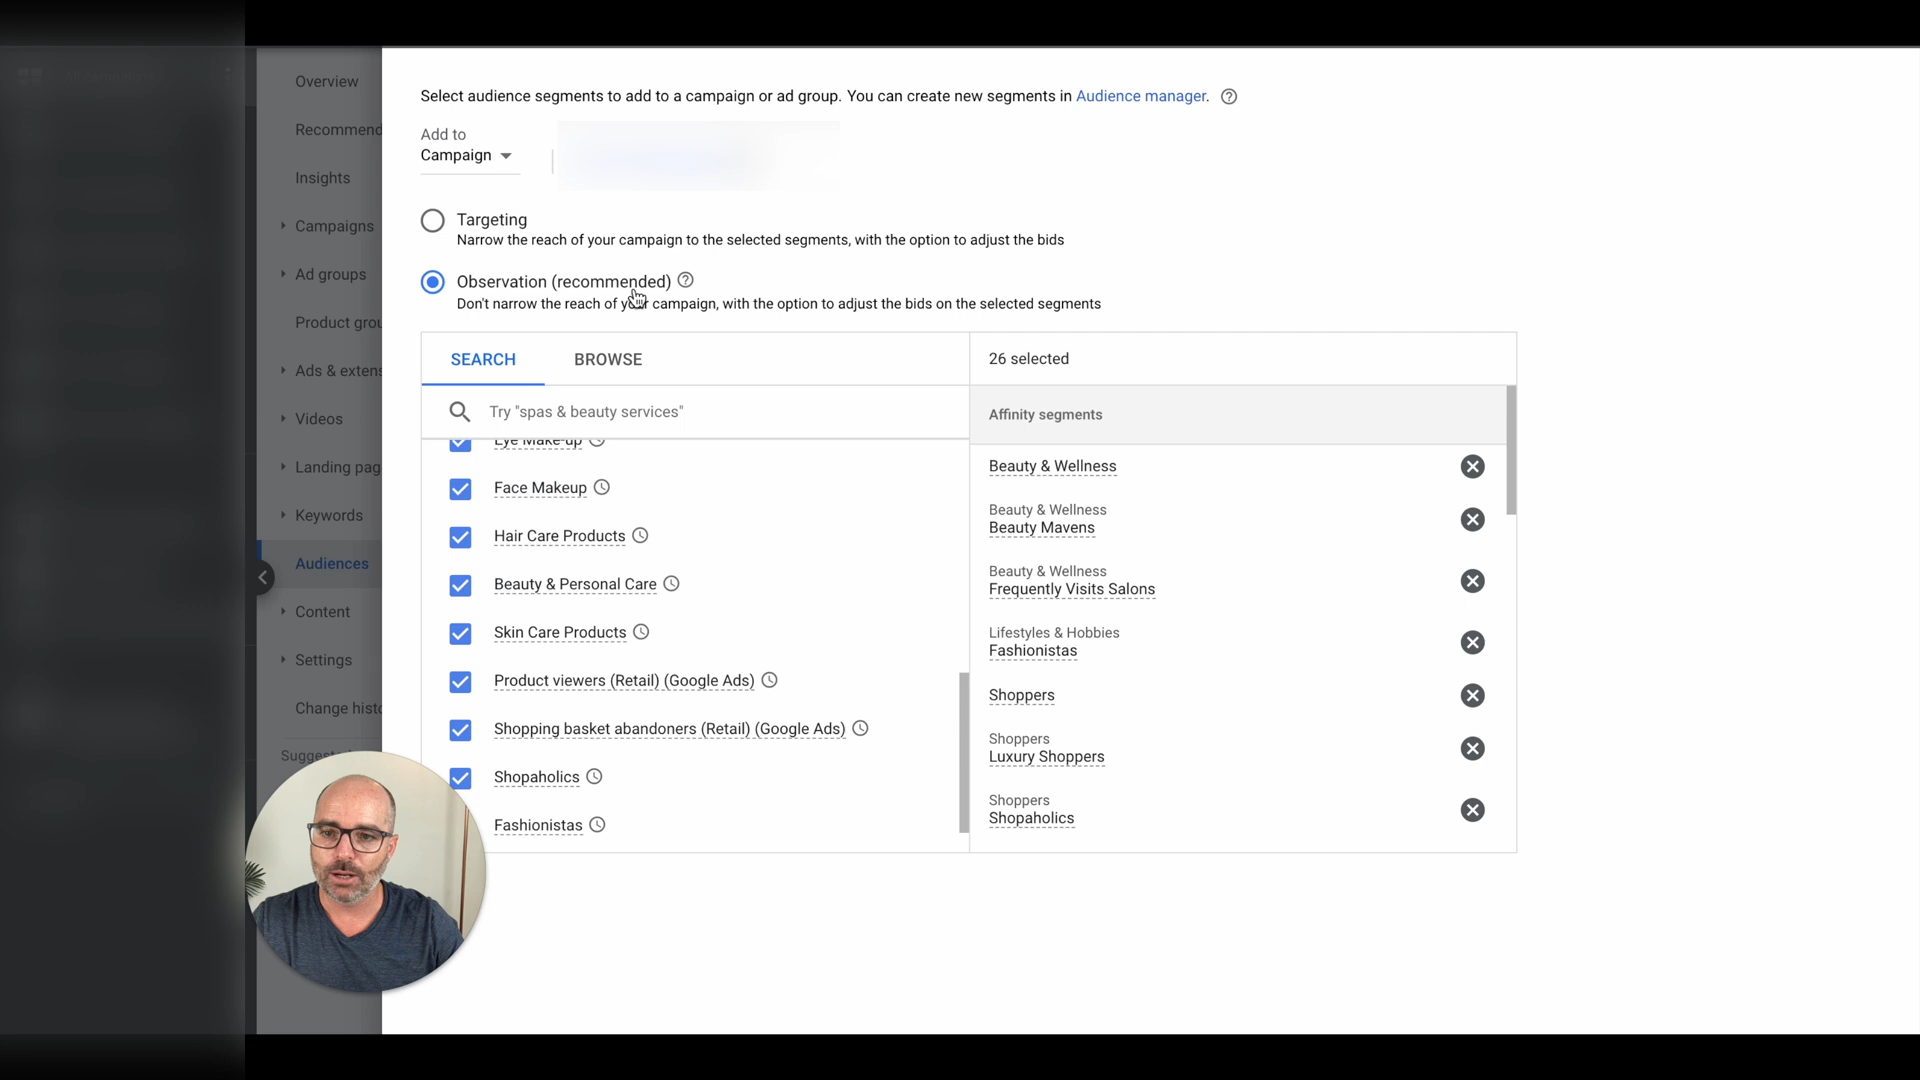 Overview
Recommend
Insights
Campaigns
Ad groups
Product grou
Ads & extens
Videos
Landing pag
Keywords
Audiences
Content
Settings
Change histo
Suggested
Select audience segments to add to a campaign or ad group. You can create new segments in Audience manager.
Add to
Campaign
Targeting
Narrow the reach of your campaign to the selected segments, with the option to adjust the bids
Observation (recommended)
Don't narrow the reach of your campaign, with the option to adjust the bids on the selected segments
SEARCH
BROWSE
Try "spas & beauty services"
Eye Make-up
Face Makeup
Hair Care Products
Beauty & Personal Care
Skin Care Products
Product viewers (Retail) (Google Ads)
Shopping basket abandoners (Retail) (Google Ads)
Shopaholics
Fashionistas
26 selected
Affinity segments
Beauty & Wellness
Beauty & Wellness
Beauty Mavens
Beauty & Wellness
Frequently Visits Salons
Lifestyles & Hobbies
Fashionistas
Shoppers
Shoppers
Luxury Shoppers
Shoppers
Shopaholics